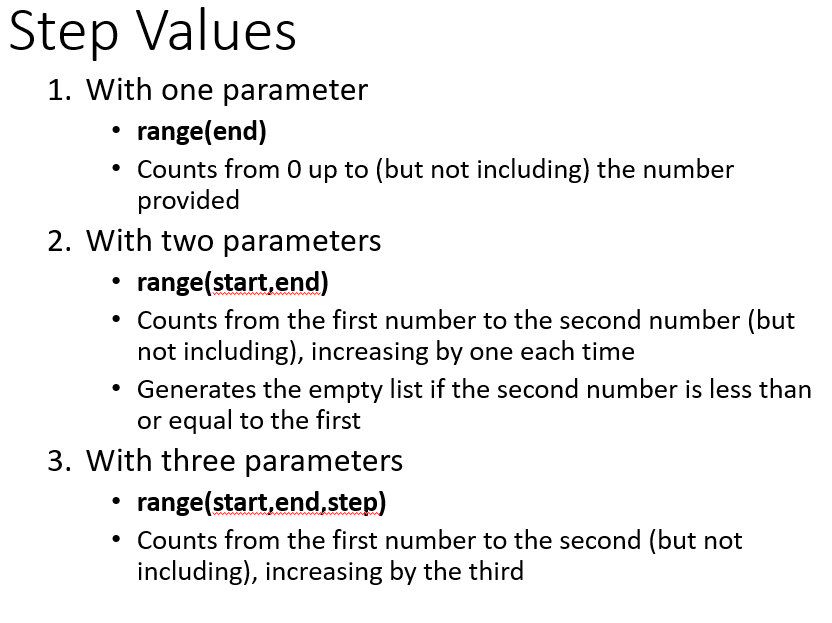 Step Values
1. With one parameter
• range(end)
• Counts from 0 up to (but not including) the number
provided
2. With two parameters
• range(start,end)
• Counts from the first number to the second number (but
not including), increasing by one each time
• Generates the empty list if the second number is less than
or equal to the first
3. With three parameters
• range(start,end,step)
• Counts from the first number to the second (but not
including), increasing by the third